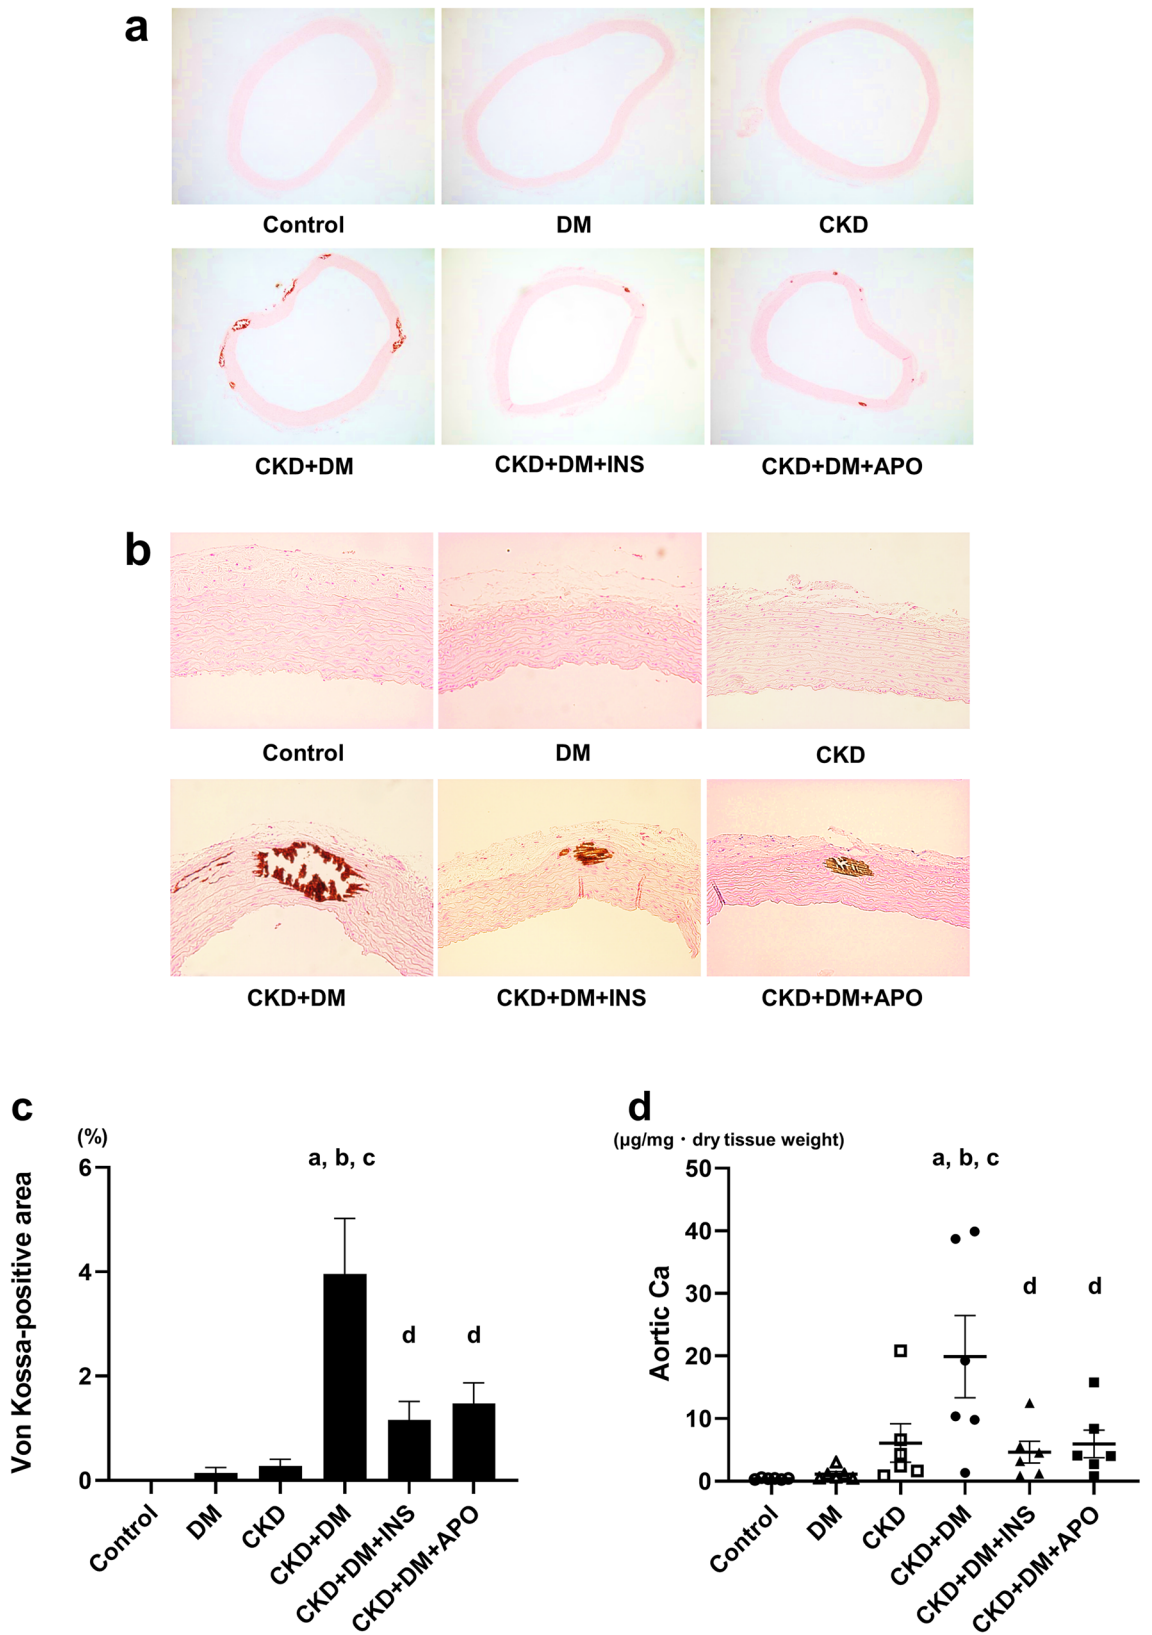 a
Control
DM
CKD
CKD+DM
CKD+DM+INS
CKD+DM+APO
b
Control
DM
CKD
CKD+DM
CKD+DM+INS
CKD+DM+APO
c
(%)
Von Kossa-positive area
6
4
2
0
a, b, c
d
d
Control
DM
CKD
CKD+DM
CKD+DM+INS
CKD+DM+APO
d
(μg/mg・dry tissue weight)
Aortic Ca
50
40
30
20
10
0
a, b, c
d
d
Control
DM
CKD
CKD+DM
CKD+DM+INS
CKD+DM+APO